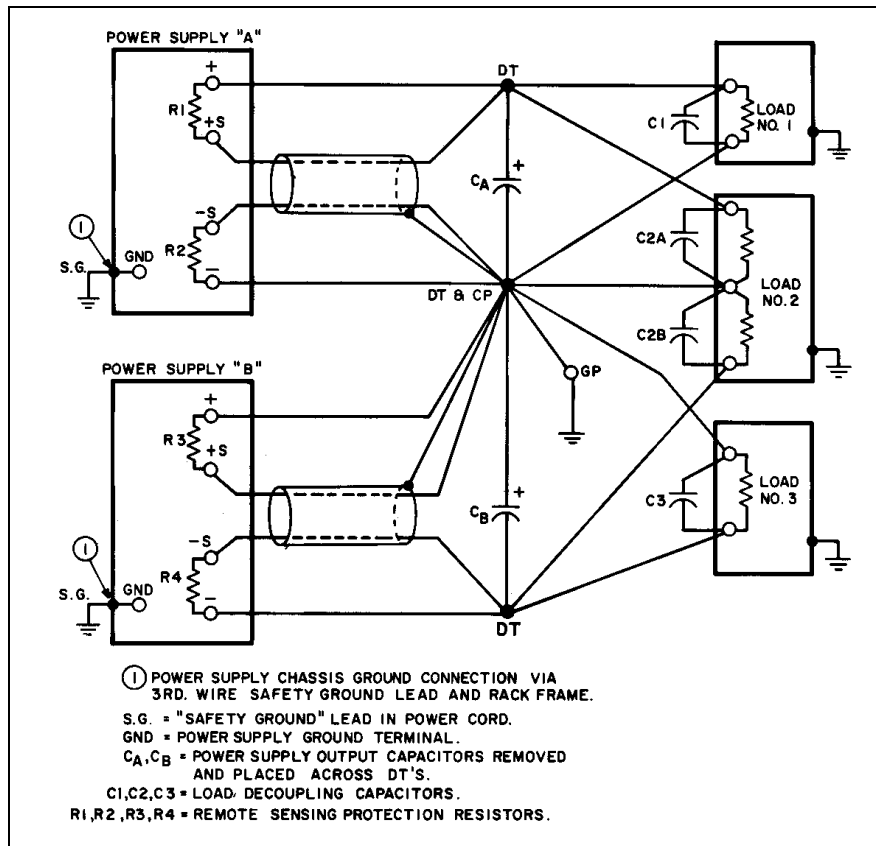 POWER SUPPLY "A"
+
R1
+S
-S
R2
-
1
GND
S.G.
DT
+
CA
DT & CP
C1
LOAD
NO. 1
C2A
C2B
LOAD
NO.2
GP
POWER SUPPLY "B"
+
R3
+S
-S
R4
-
1
GND
S.G.
+
CB
DT
C3
LOAD
NO.3
1 POWER SUPPLY CHASSIS GROUND CONNECTION VIA
3RD. WIRE SAFETY GROUND LEAD AND RACK FRAME.
S.G. = "SAFETY GROUND" LEAD IN POWER CORD.
GND = POWER SUPPLY GROUND TERMINAL.
CA,CB = POWER SUPPLY OUTPUT CAPACITORS REMOVED
AND PLACED ACROSS DT'S.
C1,C2,C3 = LOAD DECOUPLING CAPACITORS.
R1,R2,R3,R4 = REMOTE SENSING PROTECTION RESISTORS.